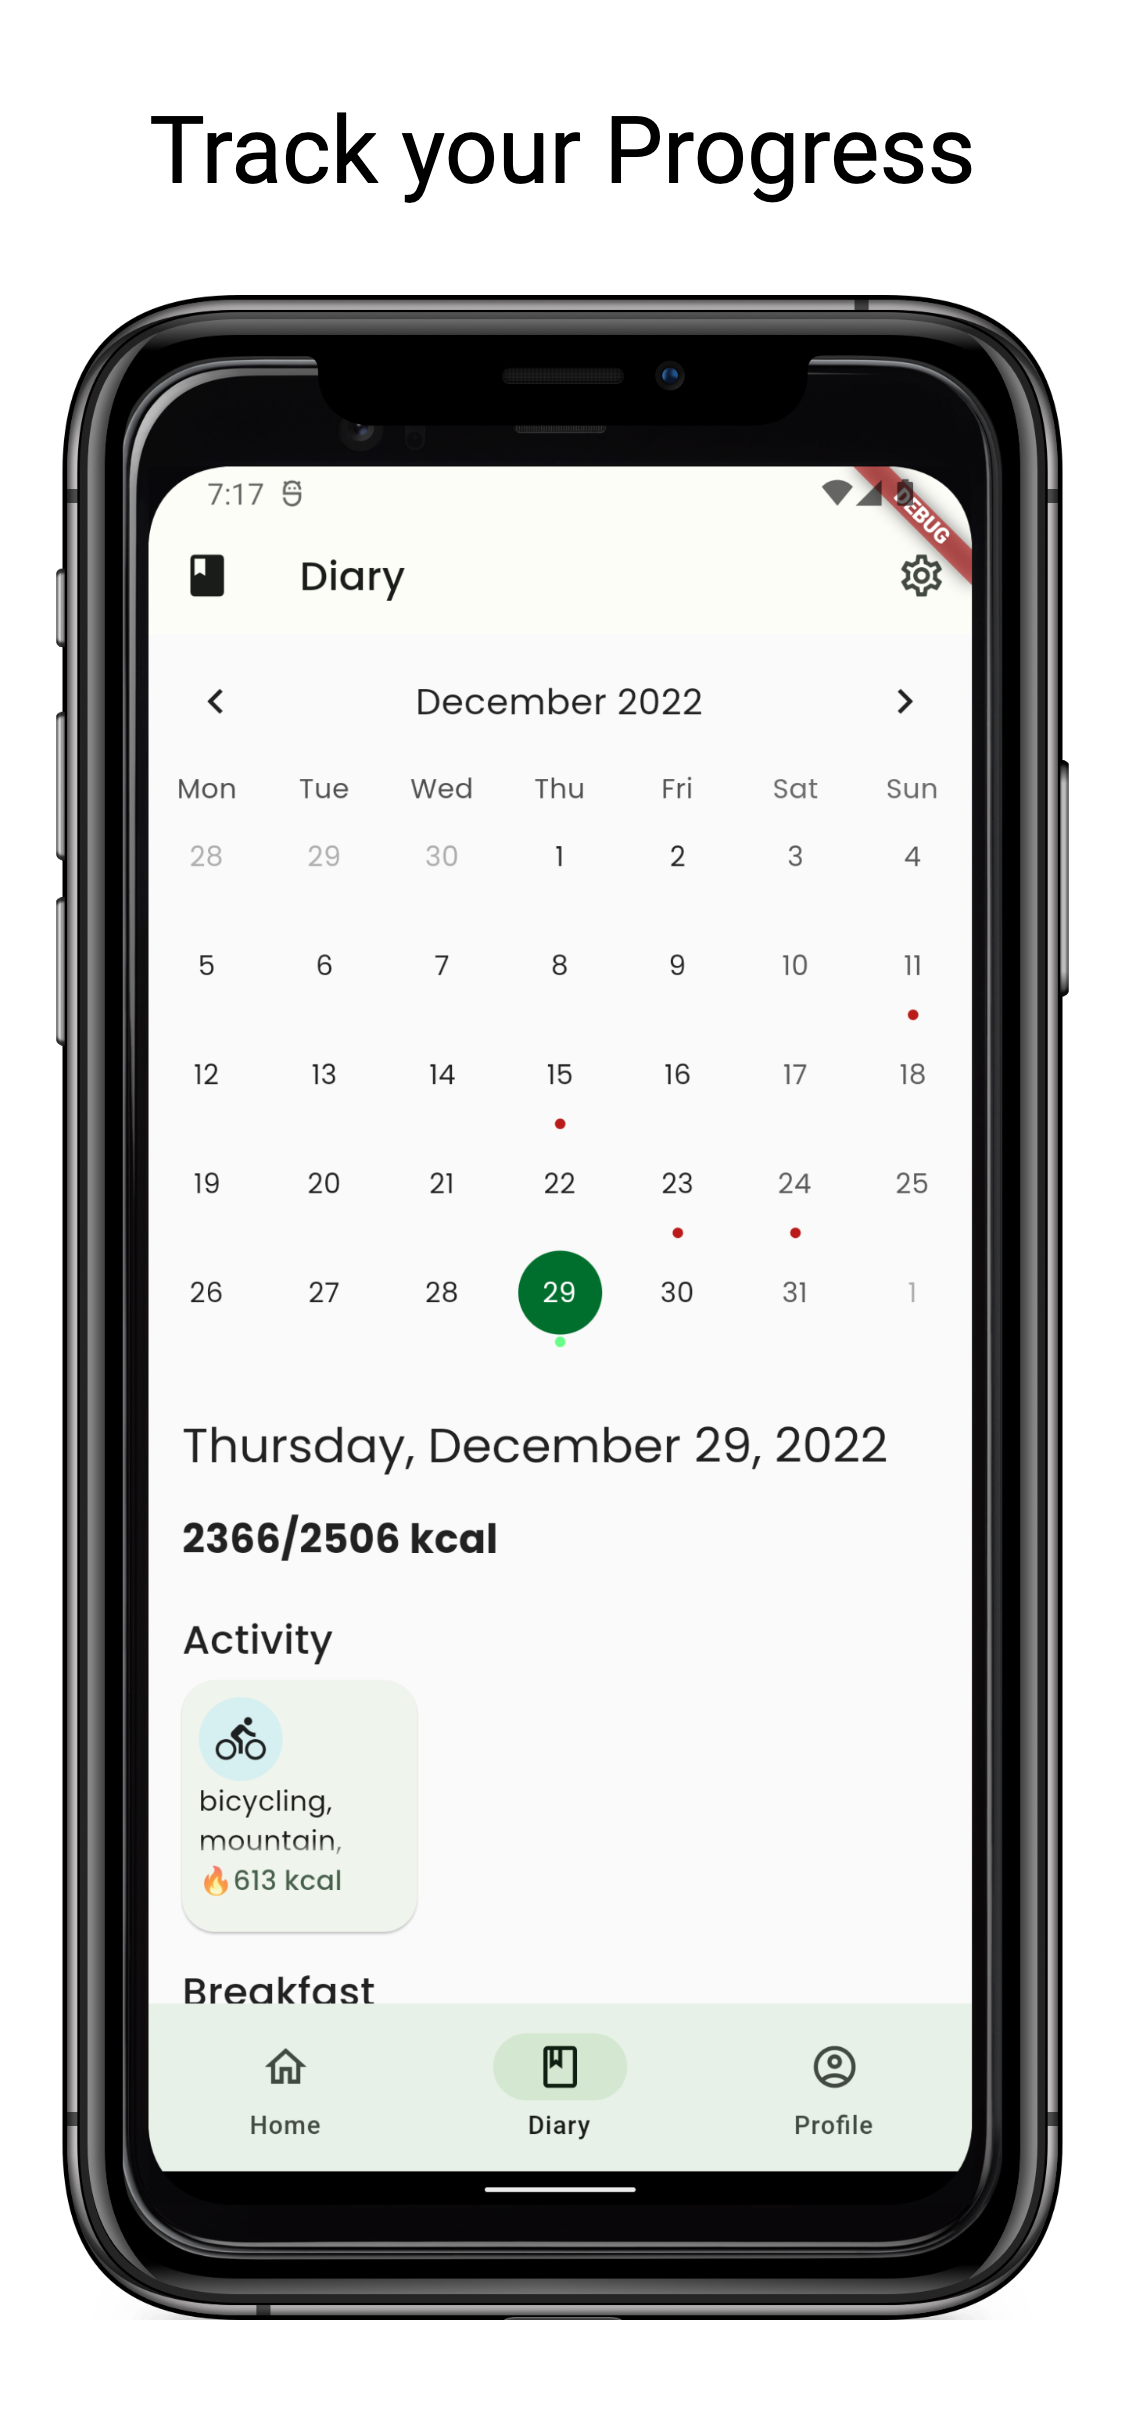 Track your Progress
7:17
DEBUG
Diary
December 2022
Mon Tue Wed Thu Fri Sat Sun
28 29 30 1 2 3 4
5 6 7 8 9 10 11
12 13 14 15 16 17 18
19 20 21 22 23 24 25
26 27 28 29 30 31 1
Thursday, December 29, 2022
2366/2506 kcal
Activity
bicycling,
mountain,
🔥613 kcal
Breakfast
Home Diary Profile